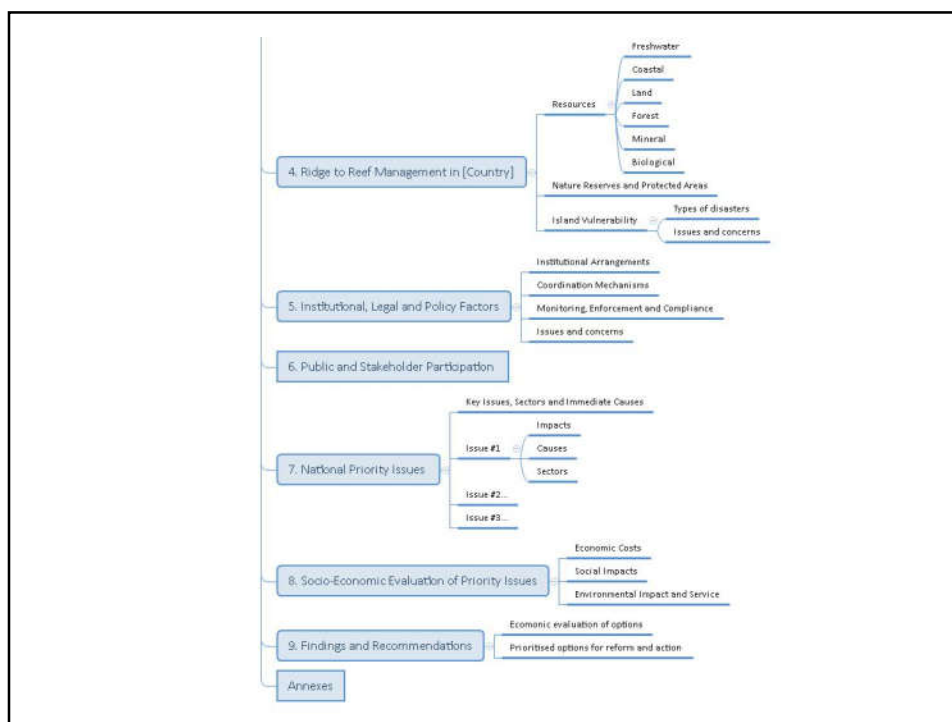 4. Ridge to Reef Management in [Country]
Resources
Freshwater
Coastal
Land
Forest
Mineral
Biological
Nature Reserves and Protected Areas
Island Vulnerability
Types of disasters
Issues and concerns
5. Institutional, Legal and Policy Factors
Institutional Arrangements
Coordination Mechanisms
Monitoring, Enforcement and Compliance
Issues and concerns
6. Public and Stakeholder Participation
7. National Priority Issues
Key Issues, Sectors and Immediate Causes
Issue #1
Impacts
Causes
Sectors
Issue #2...
Issue #3...
8. Socio-Economic Evaluation of Priority Issues
Economic Costs
Social Impacts
Environmental Impact and Service
9. Findings and Recommendations
Ecomonic evaluation of options
Prioritised options for reform and action
Annexes